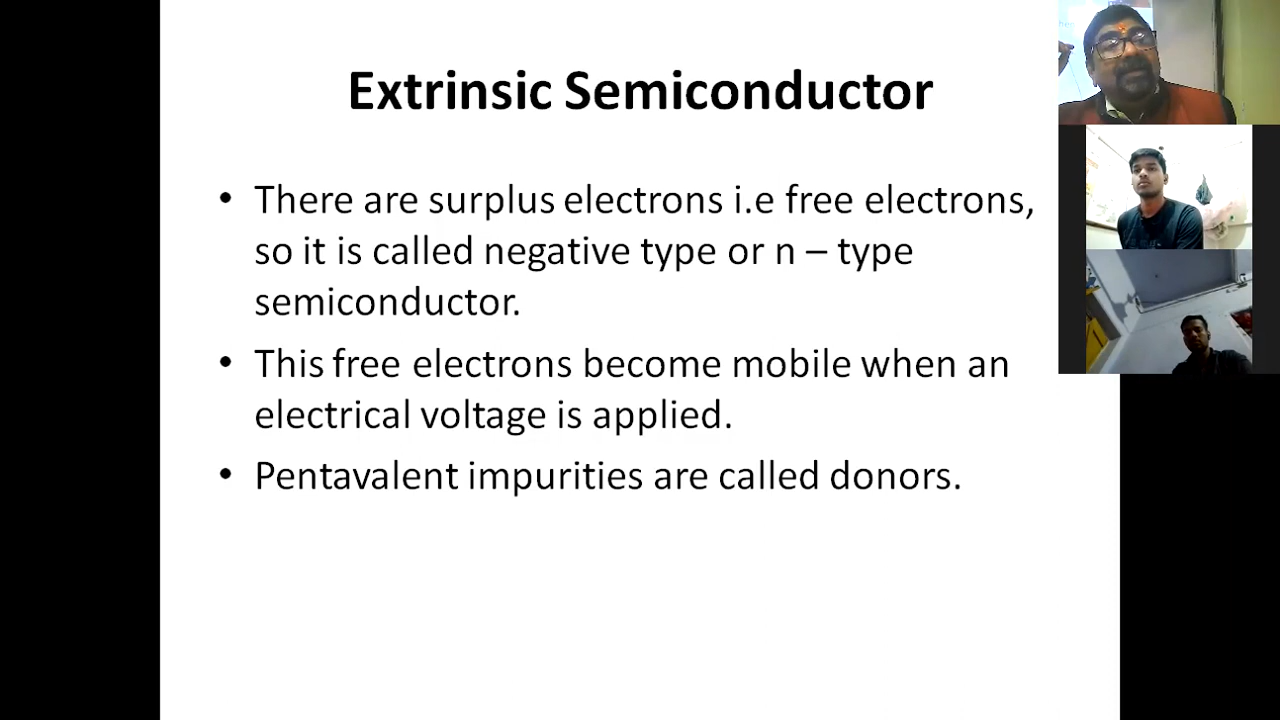 Extrinsic Semiconductor
• There are surplus electrons i.e free electrons,
so it is called negative type or n – type
semiconductor.
• This free electrons become mobile when an
electrical voltage is applied.
• Pentavalent impurities are called donors.